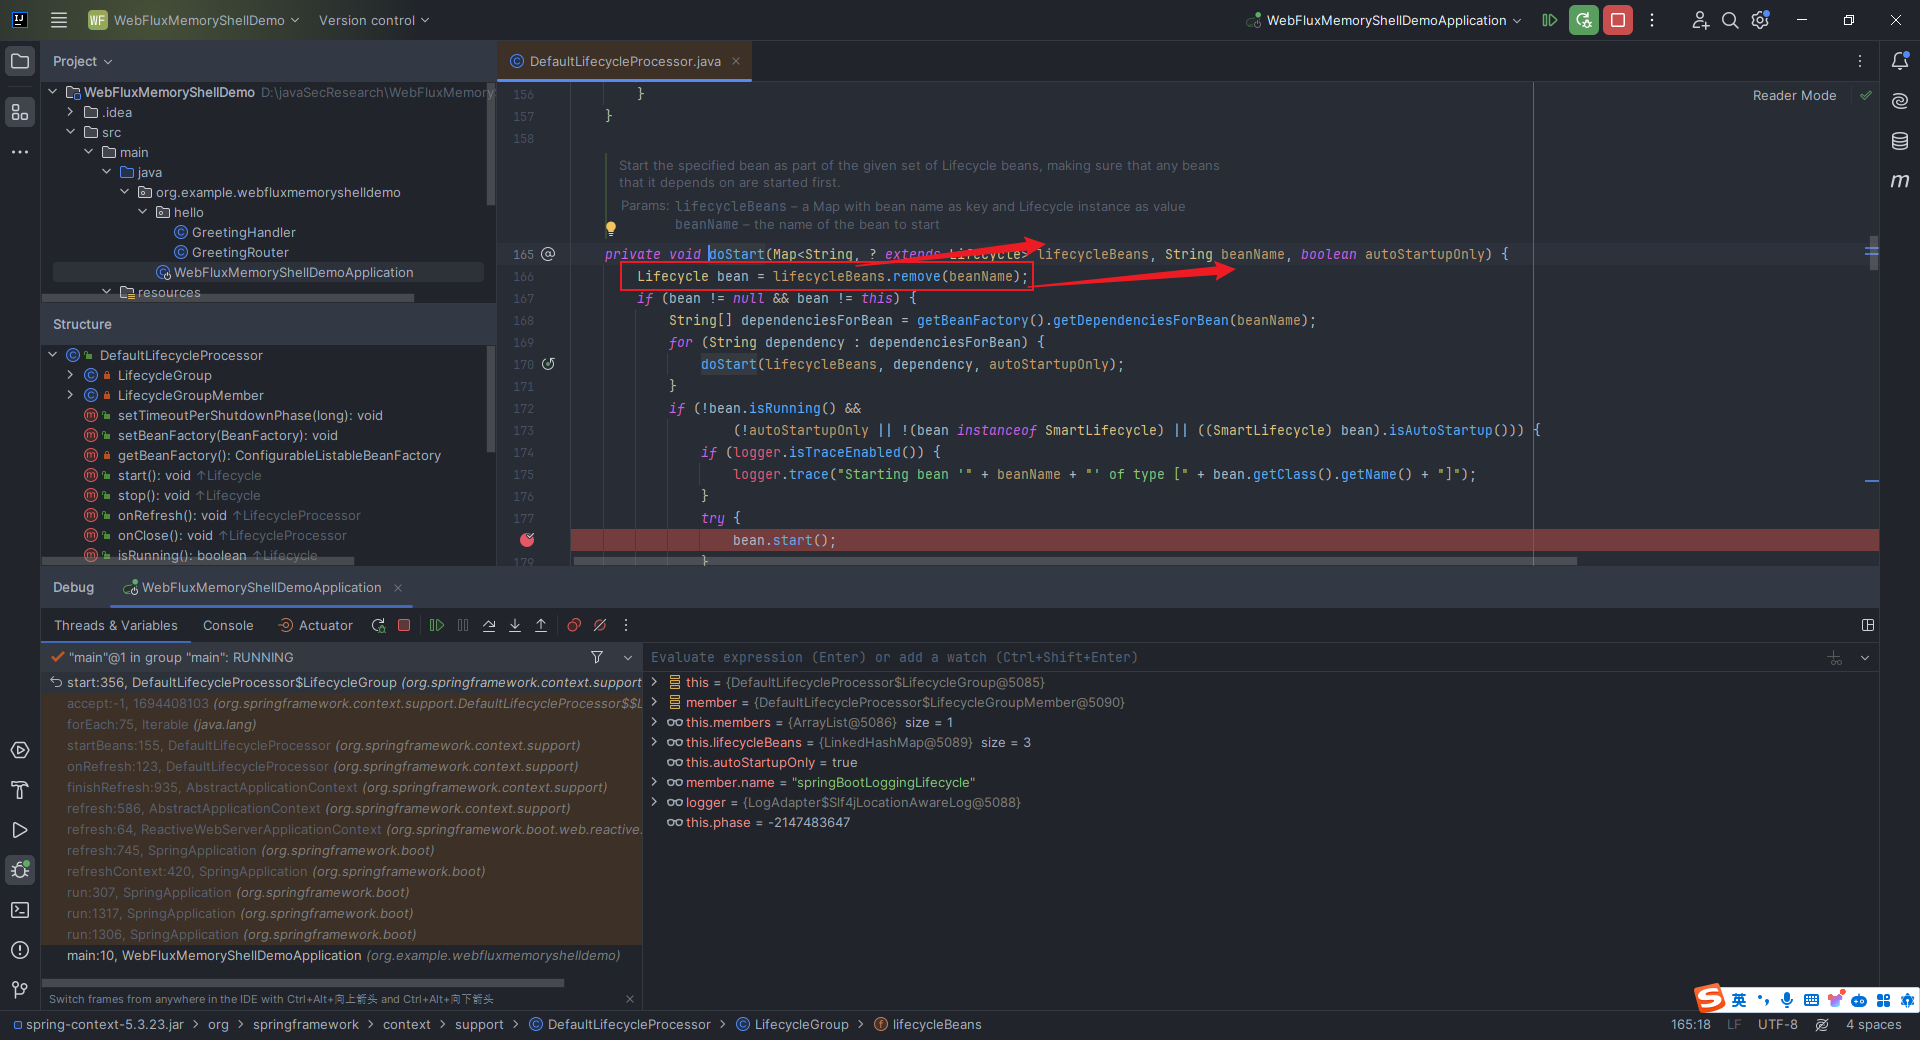 WF WebFluxMemoryShellDemo Version control WebFluxMemoryShellDemoApplication
Project
WebFluxMemoryShellDemo D:\javaSecResearch\WebFluxMemory
.idea
src
main
java
org.example.webfluxmemoryshelldemo
hello
GreetingHandler
GreetingRouter
WebFluxMemoryShellDemoApplication
resources
Structure
DefaultLifecycleProcessor
LifecycleGroup
LifecycleGroupMember
setTimeoutPerShutdownPhase(long): void
setBeanFactory(BeanFactory): void
getBeanFactory(): ConfigurableListableBeanFactory
start(): void ↑Lifecycle
stop(): void ↑Lifecycle
onRefresh(): void ↑LifecycleProcessor
onClose(): void ↑LifecycleProcessor
isRunning(): boolean ↑Lifecycle
DefaultLifecycleProcessor.java
Reader Mode
156 }
157 }
158
Start the specified bean as part of the given set of Lifecycle beans, making sure that any beans
that it depends on are started first.
Params: lifecycleBeans – a Map with bean name as key and Lifecycle instance as value
beanName – the name of the bean to start
165 private void doStart(Map<String, ? extends Lifecycle> lifecycleBeans, String beanName, boolean autoStartupOnly) {
166 Lifecycle bean = lifecycleBeans.remove(beanName);
167 if (bean != null && bean != this) {
168 String[] dependenciesForBean = getBeanFactory().getDependenciesForBean(beanName);
169 for (String dependency : dependenciesForBean) {
170 doStart(lifecycleBeans, dependency, autoStartupOnly);
171 }
172 if (!bean.isRunning() &&
173 (!autoStartupOnly || !(bean instanceof SmartLifecycle) || ((SmartLifecycle) bean).isAutoStartup())) {
174 if (logger.isTraceEnabled()) {
175 logger.trace("Starting bean '" + beanName + "' of type [" + bean.getClass().getName() + "]");
176 }
177 try {
bean.start();
179 }
Debug WebFluxMemoryShellDemoApplication
Threads & Variables Console Actuator
"main"@1 in group "main": RUNNING
start:356, DefaultLifecycleProcessor$LifecycleGroup (org.springframework.context.support
accept:-1, 1694408103 (org.springframework.context.support.DefaultLifecycleProcessor$$L
forEach:75, Iterable (java.lang)
startBeans:155, DefaultLifecycleProcessor (org.springframework.context.support)
onRefresh:123, DefaultLifecycleProcessor (org.springframework.context.support)
finishRefresh:935, AbstractApplicationContext (org.springframework.context.support)
refresh:586, AbstractApplicationContext (org.springframework.context.support)
refresh:64, ReactiveWebServerApplicationContext (org.springframework.boot.web.reactive.
refresh:745, SpringApplication (org.springframework.boot)
refreshContext:420, SpringApplication (org.springframework.boot)
run:307, SpringApplication (org.springframework.boot)
run:1317, SpringApplication (org.springframework.boot)
run:1306, SpringApplication (org.springframework.boot)
main:10, WebFluxMemoryShellDemoApplication (org.example.webfluxmemoryshelldemo)
Switch frames from anywhere in the IDE with Ctrl+Alt+向上箭头 and Ctrl+Alt+向下箭头
Evaluate expression (Enter) or add a watch (Ctrl+Shift+Enter)
this = {DefaultLifecycleProcessor$LifecycleGroup@5085}
member = {DefaultLifecycleProcessor$LifecycleGroupMember@5090}
this.members = {ArrayList@5086} size = 1
this.lifecycleBeans = {LinkedHashMap@5089} size = 3
this.autoStartupOnly = true
member.name = "springBootLoggingLifecycle"
logger = {LogAdapter$Slf4jLocationAwareLog@5088}
this.phase = -2147483647
英
spring-context-5.3.23.jar org springframework context support DefaultLifecycleProcessor LifecycleGroup lifecycleBeans 165:18 LF UTF-8 4 spaces